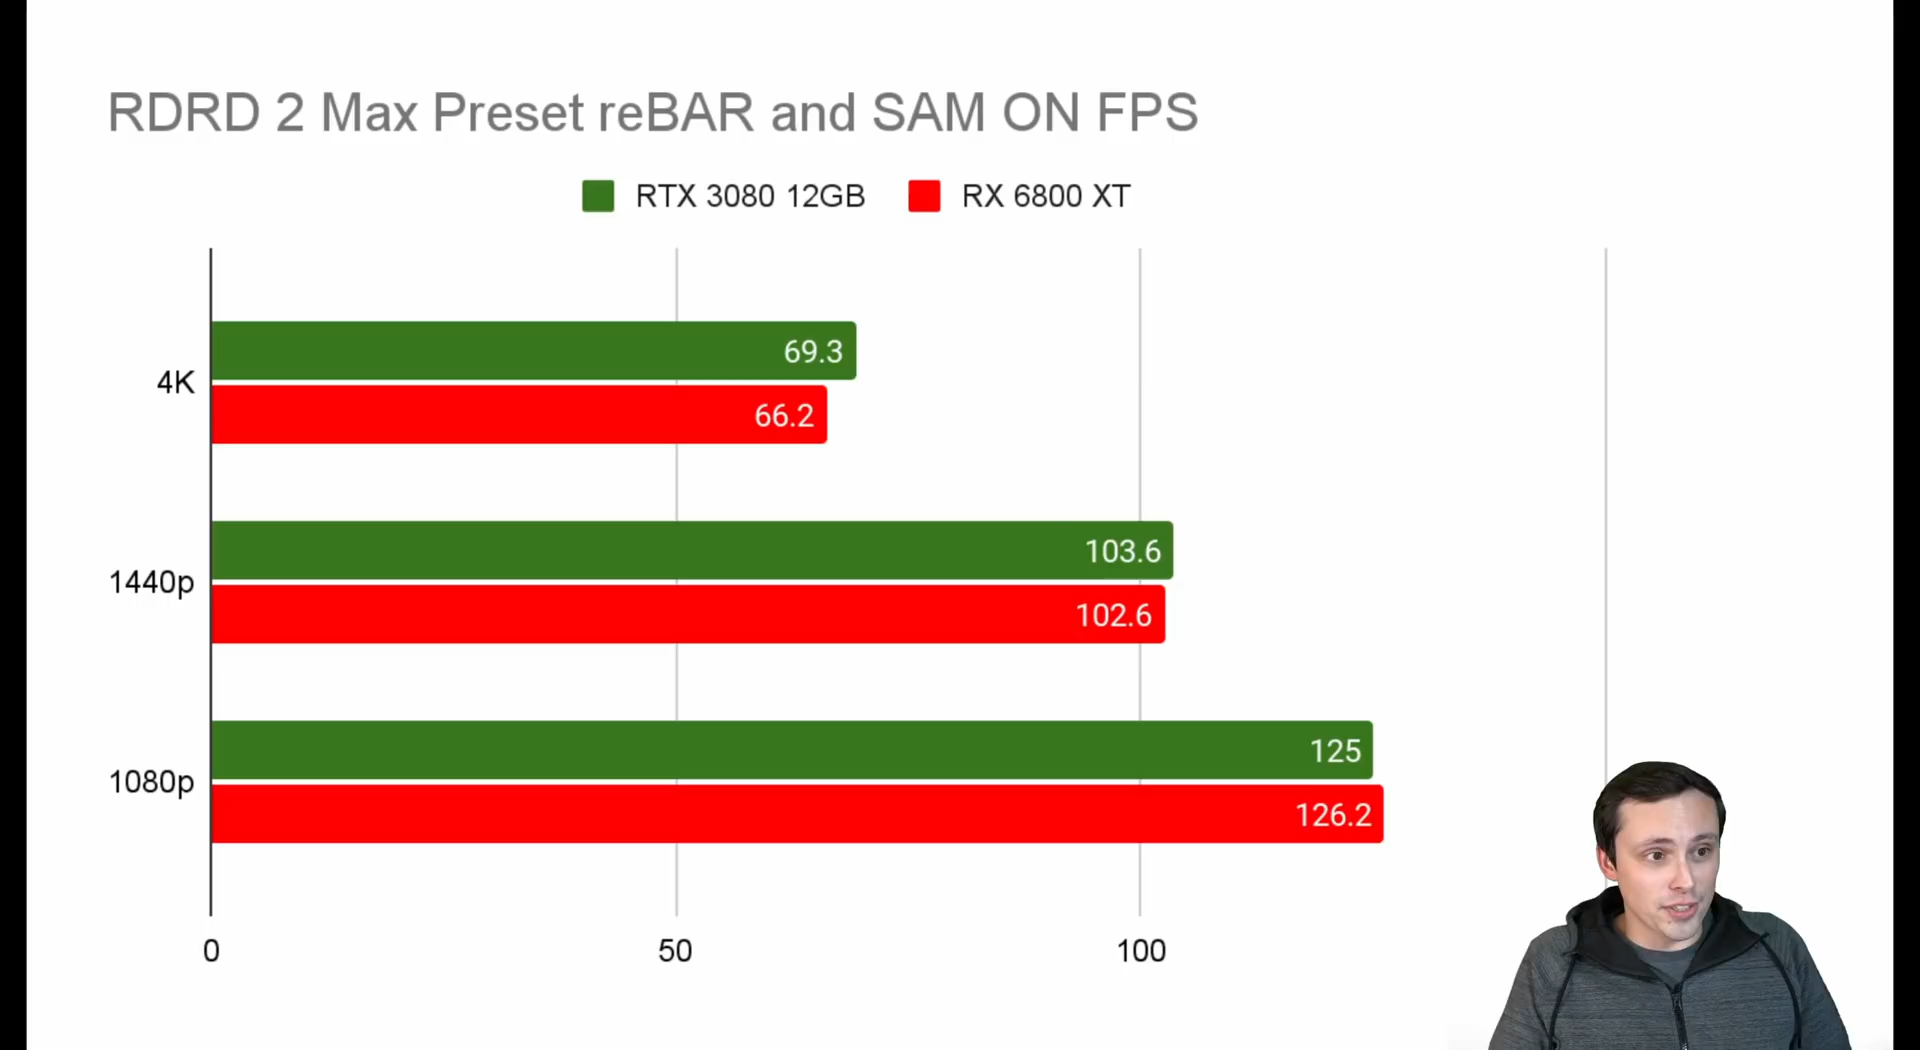 RDRD 2 Max Preset reBAR and SAM ON FPS
RTX 3080 12GB RX 6800 XT
69.3
4K
66.2
103.6
1440p
102.6
125
1080p
126.2
0 50 100